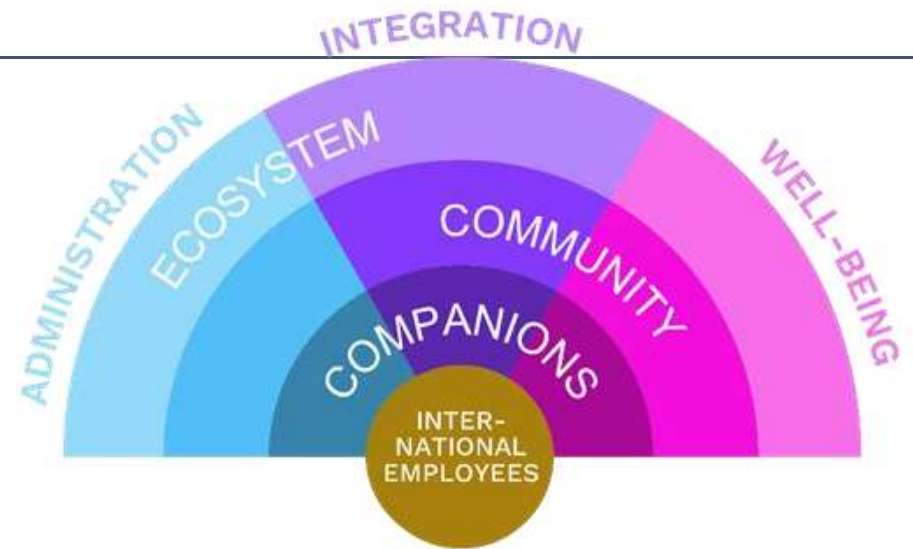 INTEGRATION
ADMINISTRATION
WELL-BEING
ECOSYSTEM
COMMUNITY
COMPANIONS
INTER-
NATIONAL
EMPLOYEES